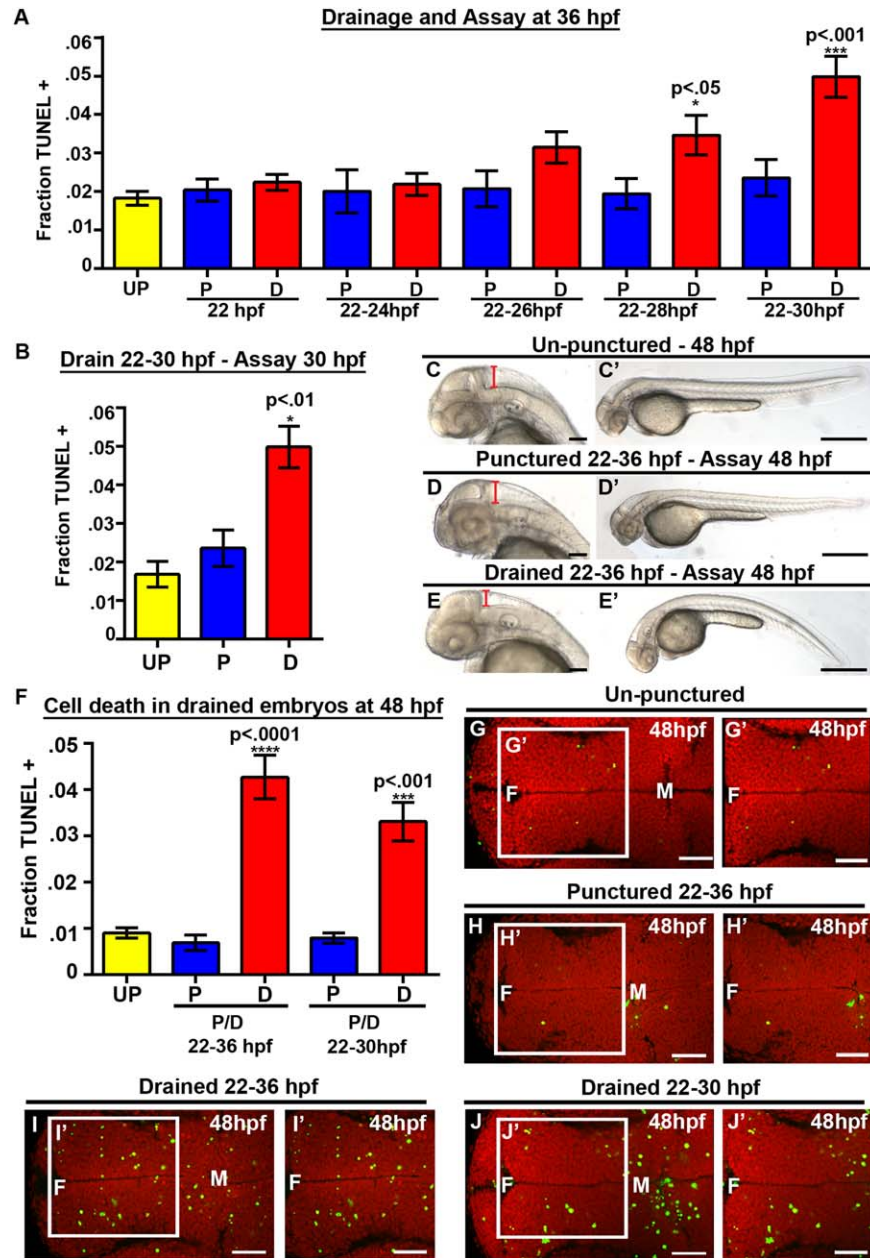 A
Drainage and Assay at 36 hpf
Fraction TUNEL +
.06
.05
.04
.03
.02
.01
0
p<.05
*
p<.001
***
UP P D P D P D P D P D
22 hpf 22-24hpf 22-26hpf 22-28hpf 22-30hpf
B
Drain 22-30 hpf - Assay 30 hpf
Fraction TUNEL +
.06
.05
.04
.03
.02
.01
0
p<.01
*
UP P D
Un-punctured - 48 hpf
C C'
Punctured 22-36 hpf - Assay 48 hpf
D D'
Drained 22-36 hpf - Assay 48 hpf
E E'
F
Cell death in drained embryos at 48 hpf
Fraction TUNEL +
.05
.04
.03
.02
.01
0
p<.0001
****
p<.001
***
UP P D P D
P/D P/D
22-36 hpf 22-30hpf
Un-punctured
G 48hpf G' 48hpf
G'
F M F
Punctured 22-36 hpf
H 48hpf H' 48hpf
H'
F M F
Drained 22-36 hpf
I I' 48hpf I' 48hpf
F M F
Drained 22-30 hpf
J 48hpf J' 48hpf
J'
F M F